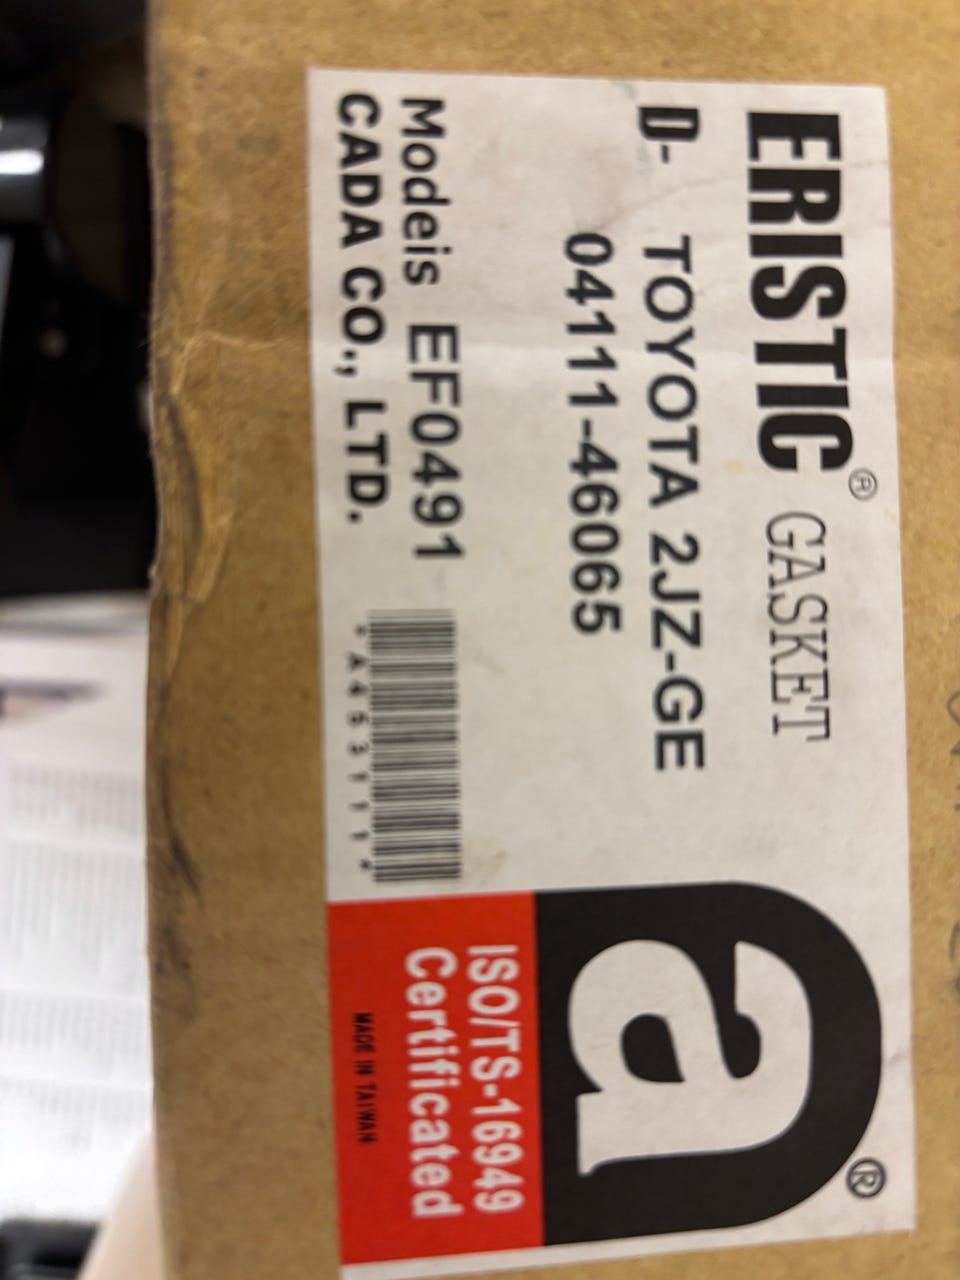 ERISTIC® GASKET
D- TOYOTA 2JZ-GE
04111-46065
Modeis EF0491
CADA CO., LTD.
*A463111*
a®
ISO/TS-16949
Certificated
MADE IN TAIWAN